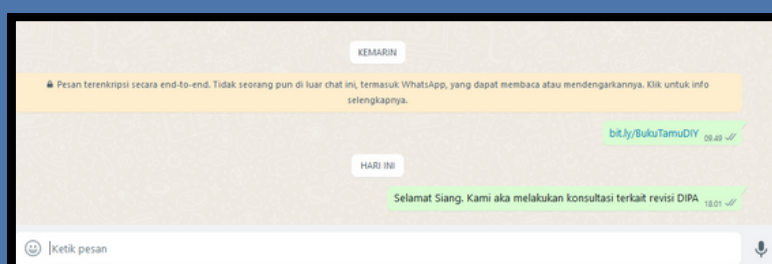 KEMARIN
Pesan terenkripsi secara end-to-end. Tidak seorang pun di luar chat ini, termasuk WhatsApp, yang dapat membaca atau mendengarkannya. Klik untuk info
selengkapnya.
bit.ly/BukuTamuDIY 09.49
HARI INI
Selamat Siang. Kami aka melakukan konsultasi terkait revisi DIPA 18.01
Ketik pesan